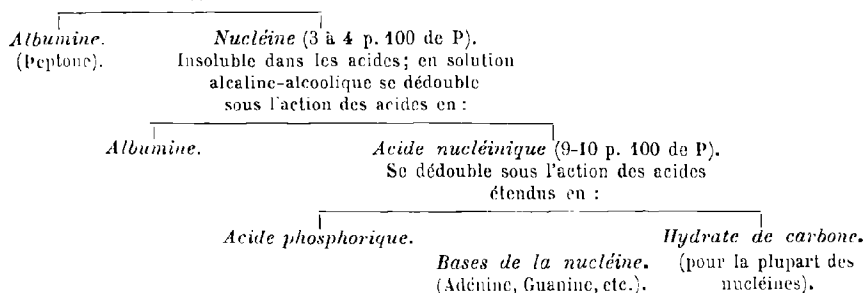 Albumine.
(Peptone).
Nucléine (3 à 4 p. 100 de P).
Insoluble dans les acides; en solution
alcaline-alcoolique se dédouble
sous l'action des acides en :
Albumine.
Acide nucléinique (9-10 p. 100 de P).
Se dédouble sous l'action des acides
étendus en :
Acide phosphorique.
Bases de la nucléine.
(Adénine, Guanine, etc.).
Hydrate de carbone.
(pour la plupart des
nucléines).